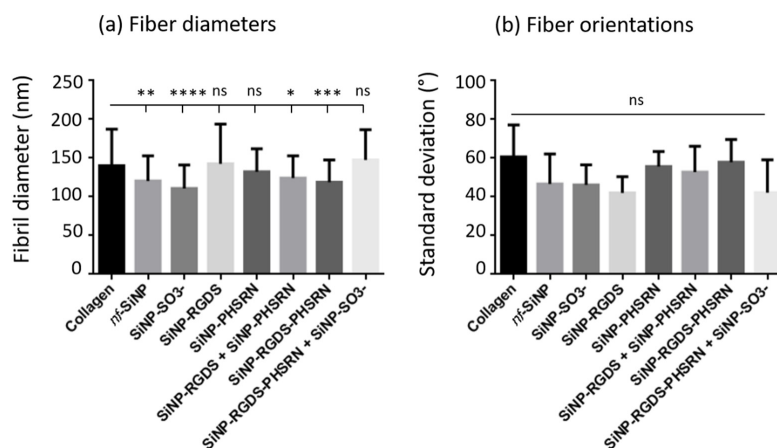 (a) Fiber diameters
Fibril diameter (nm)
250
200
150
100
50
0
** **** ns ns * *** ns
Collagen
nf-SiNP
SiNP-SO3-
SiNP-RGDS
SiNP-PHSRN
SiNP-RGDS + SiNP-PHSRN
SiNP-RGDS-PHSRN
SiNP-RGDS-PHSRN + SiNP-SO3-
(b) Fiber orientations
Standard deviation (°)
100
80
60
40
20
0
ns
Collagen
nf-SiNP
SiNP-SO3-
SiNP-RGDS
SiNP-PHSRN
SiNP-RGDS + SiNP-PHSRN
SiNP-RGDS-PHSRN
SiNP-RGDS-PHSRN + SiNP-SO3-